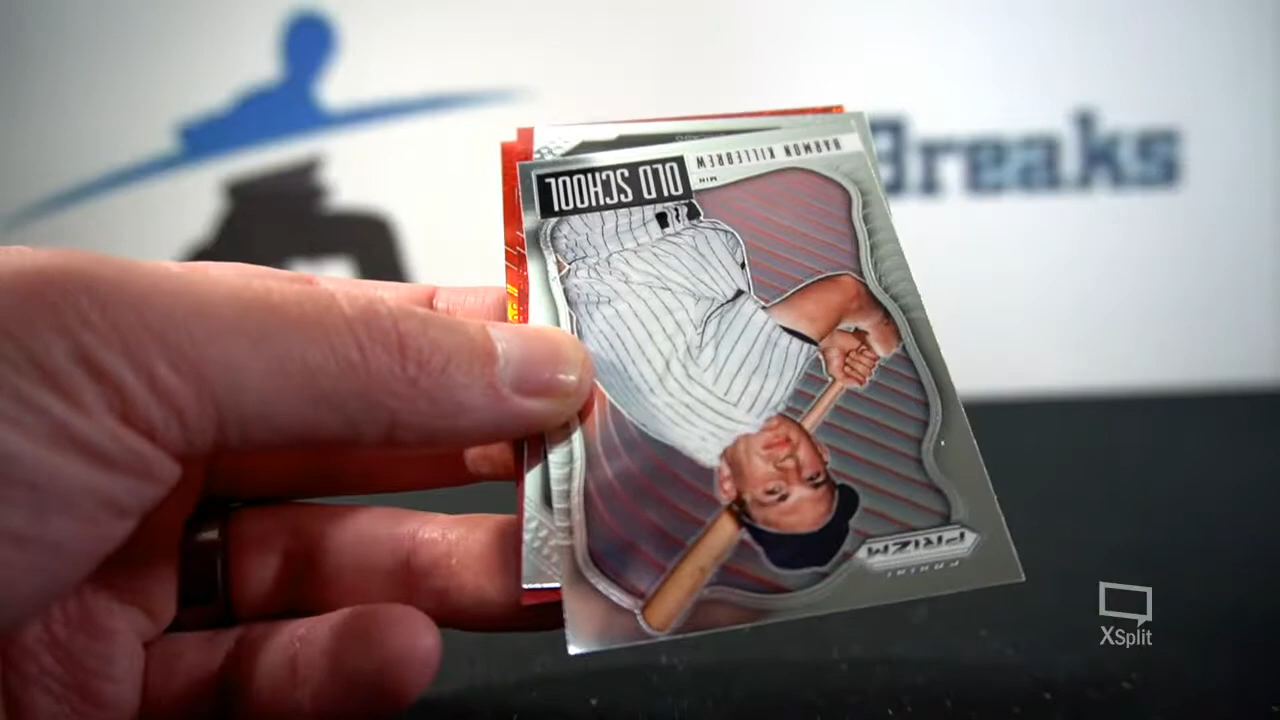 Breaks
HARMON KILLEBREW
MIN
OLD SCHOOL
PRIZM
PANINI
XSplit